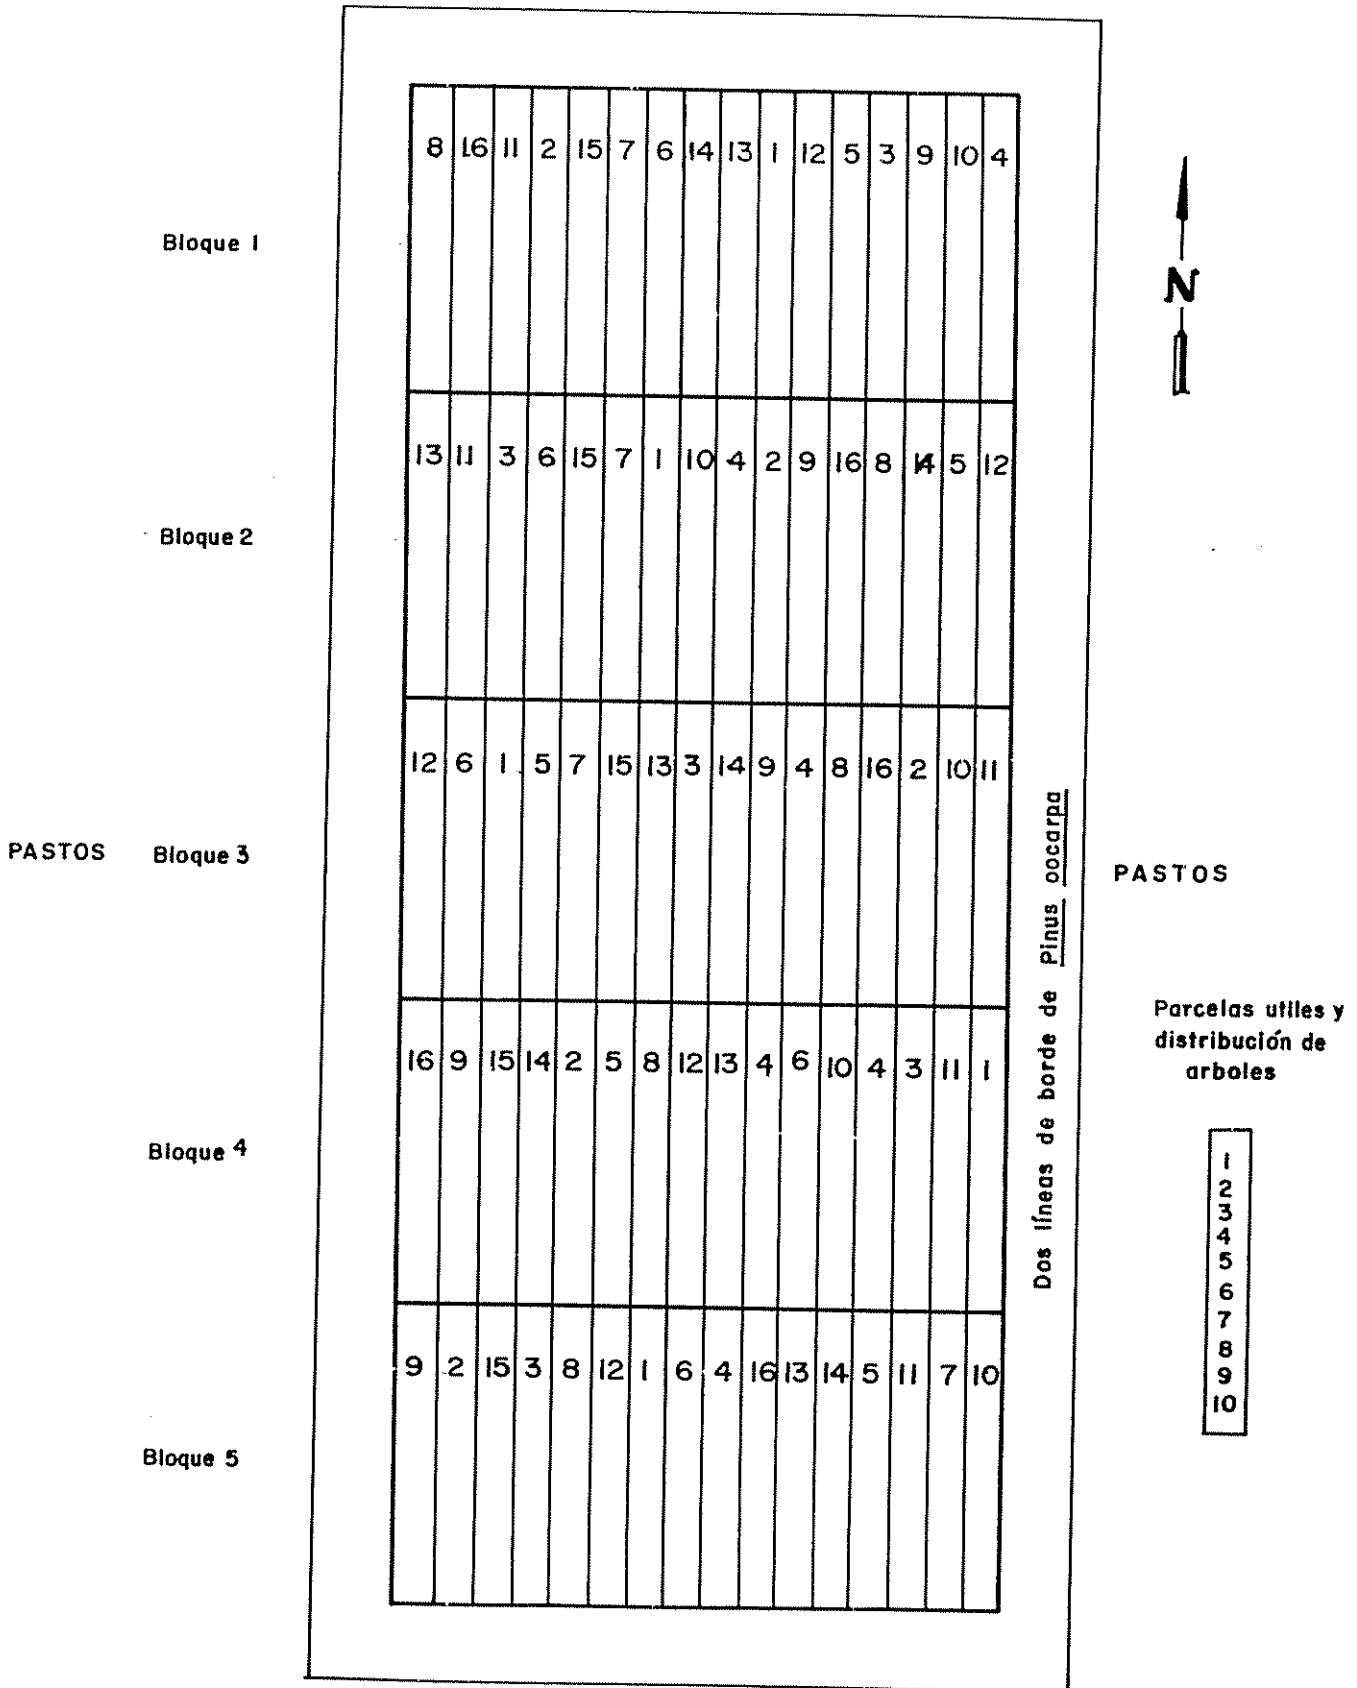 8 16 11 2 15 7 6 14 13 1 12 5 3 9 10 4
Bloque 1
N
13 11 3 6 15 7 1 10 4 2 9 16 8 14 5 12
Bloque 2
12 6 1 5 7 15 13 3 14 9 4 8 16 2 10 11
PASTOS Bloque 3
PASTOS
Dos líneas de borde de Pinus oocarpa
16 9 15 14 2 5 8 12 13 4 6 10 4 3 11 1
Bloque 4
Parcelas utiles y
distribución de
arboles
1
2
3
4
5
6
7
8
9
10
9 2 15 3 8 12 1 6 4 16 13 14 5 11 7 10
Bloque 5